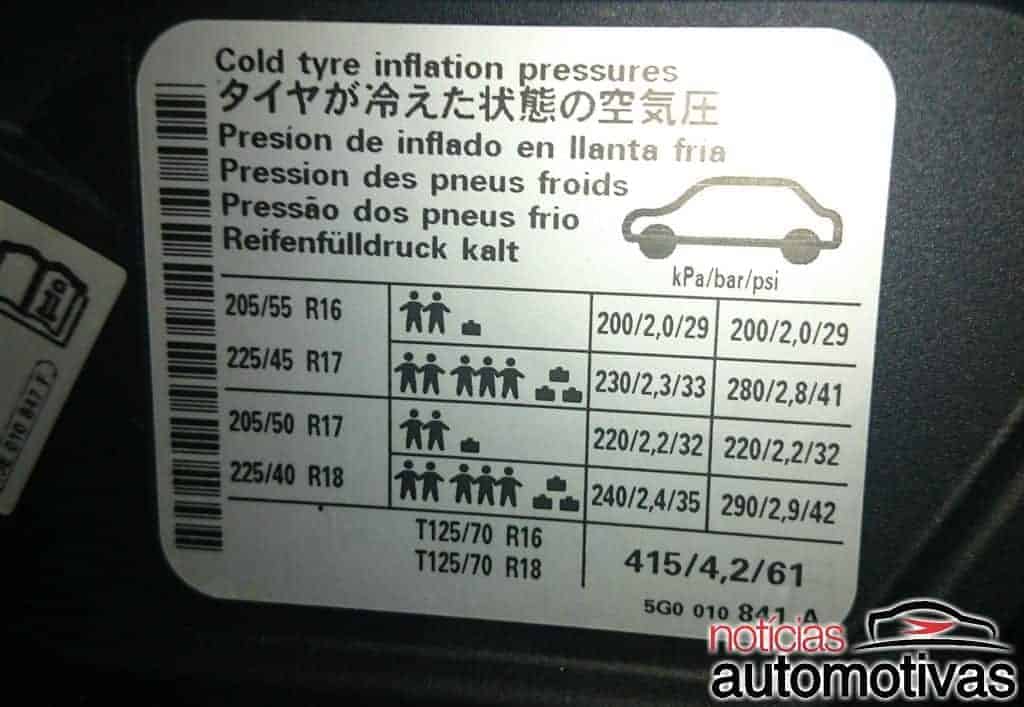 Cold tyre inflation pressures
タイヤが冷えた状態の空気圧
Presion de inflado en llanta fria
Pression des pneus froids
Pressão dos pneus frio
Reifenfülldruck kalt
kPa/bar/psi
205/55 R16 200/2,0/29 200/2,0/29
225/45 R17 230/2,3/33 280/2,8/41
205/50 R17 220/2,2/32 220/2,2/32
225/40 R18 240/2,4/35 290/2,9/42
T125/70 R16
T125/70 R18
415/4,2/61
5G0 010 841 A
010 847
notícias
automotivas